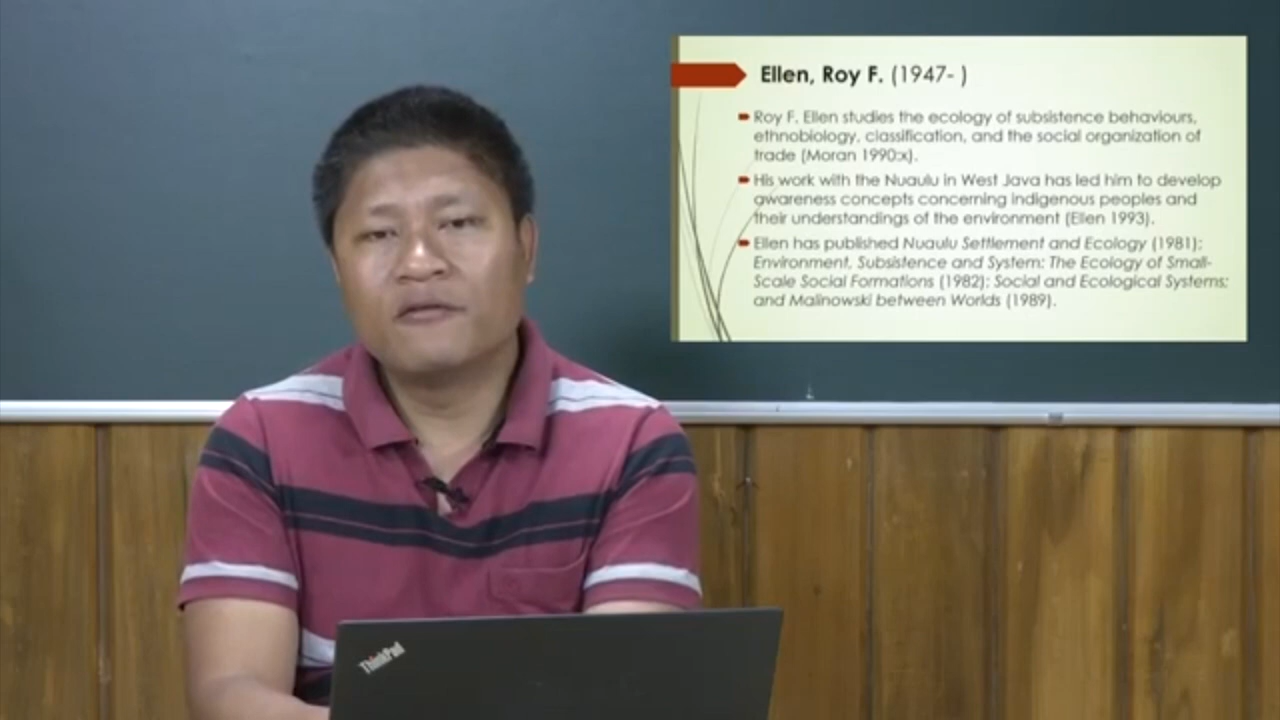 Ellen, Roy F. (1947- )
Roy F. Ellen studies the ecology of subsistence behaviours,
ethnobiology, classification, and the social organization of
trade (Moran 1990:x).
His work with the Nuaulu in West Java has led him to develop
awareness concepts concerning indigenous peoples and
their understandings of the environment (Ellen 1993).
Ellen has published Nuaulu Settlement and Ecology (1981);
Environment, Subsistence and System: The Ecology of Small-
Scale Social Formations (1982); Social and Ecological Systems;
and Malinowski between Worlds (1989).
ThinkPad